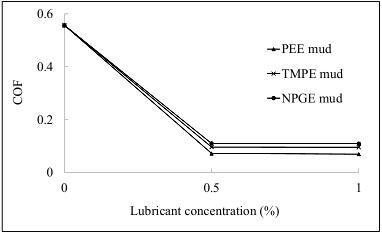 0.6
0.4
0.2
0
COF
PEE mud
TMPE mud
NPGE mud
0 0.5 1
Lubricant concentration (%)